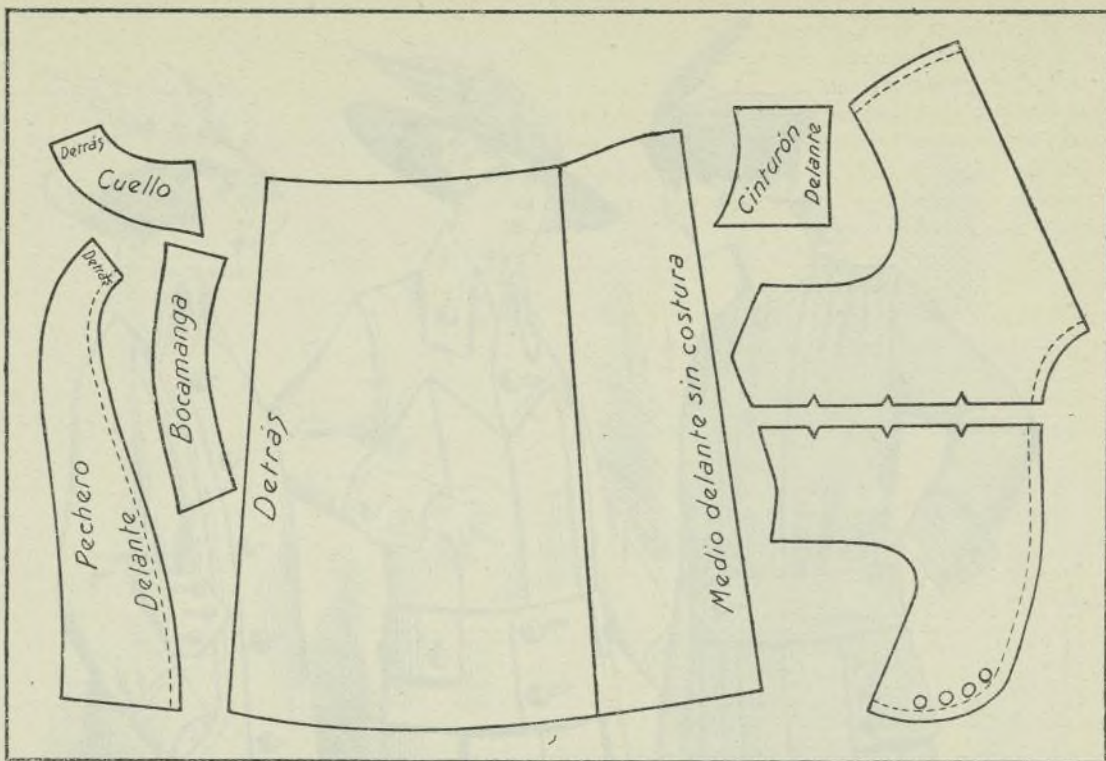 Detrás
Cuello
Detrás
Pechero
Delante
Bocamanga
Detrás
Medio delante sin costura
Cinturón
Delante